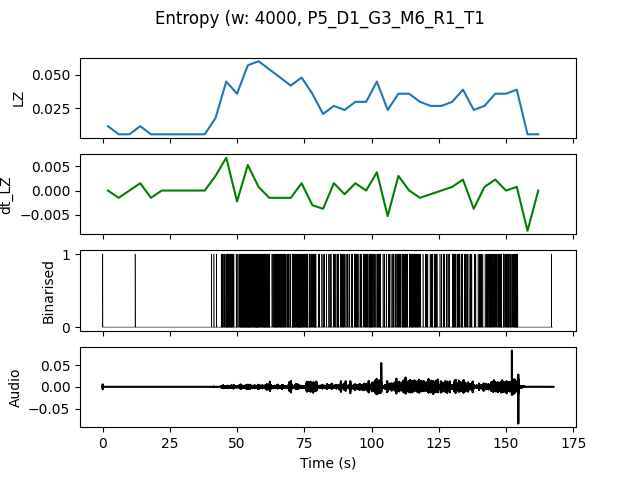 Entropy (w: 4000, P5_D1_G3_M6_R1_T1
0.050
0.025
LZ
0.005
0.000
−0.005
dt_LZ
1
0
Binarised
0.05
0.00
−0.05
Audio
0 25 50 75 100 125 150 175
Time (s)